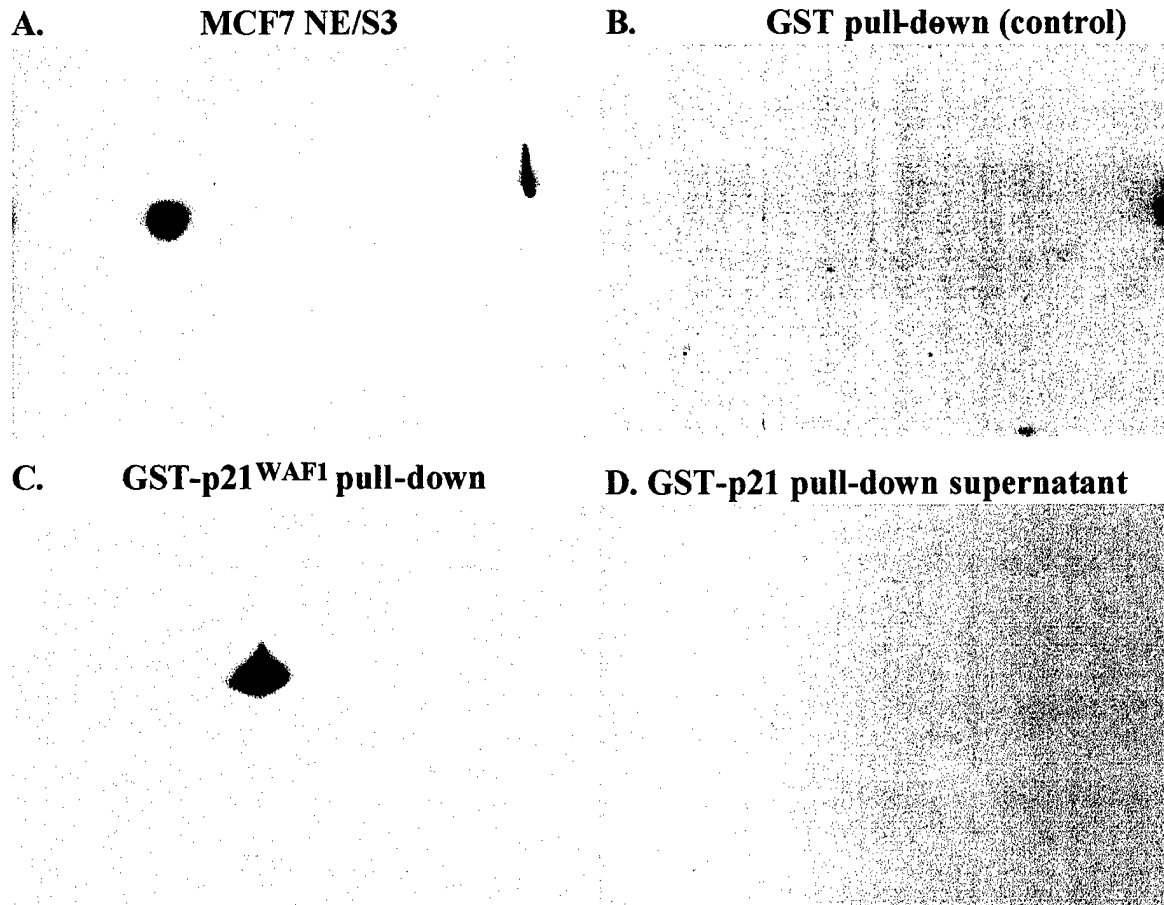 A. MCF7 NE/S3
B. GST pull-down (control)
C. GST-p21WAF1 pull-down
D. GST-p21 pull-down supernatant